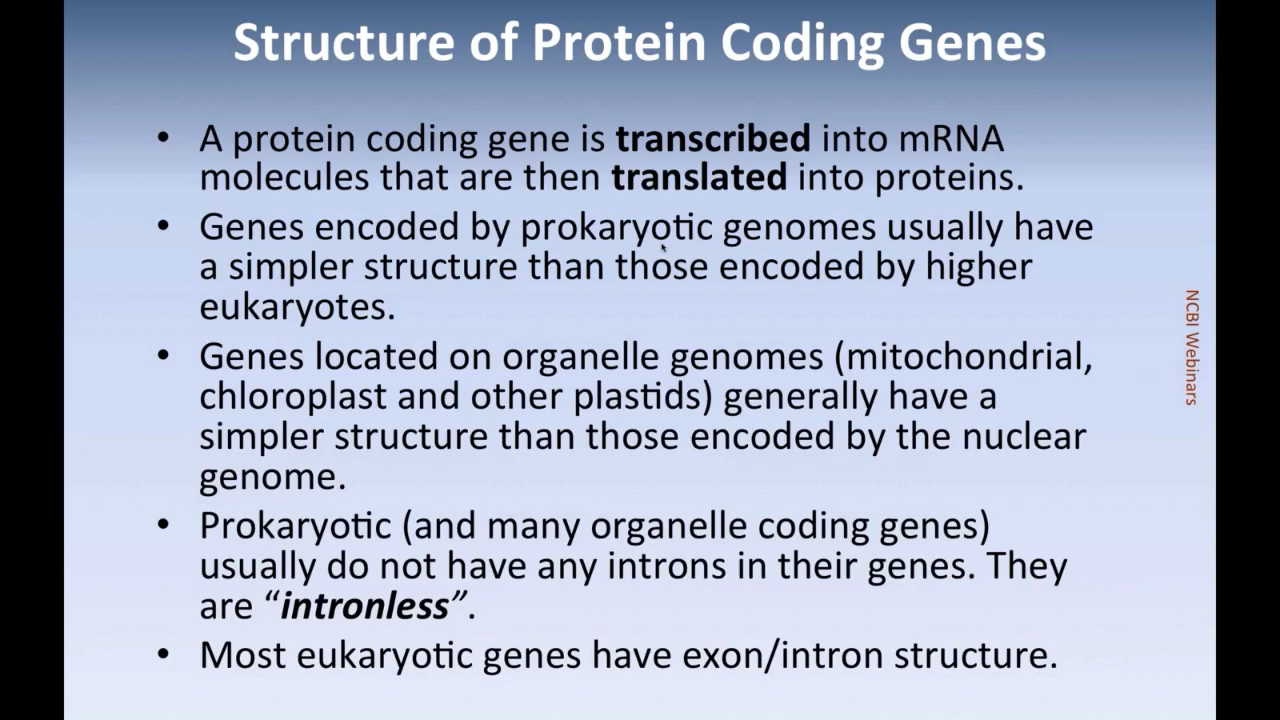 Structure of Protein Coding Genes
• A protein coding gene is transcribed into mRNA
molecules that are then translated into proteins.
• Genes encoded by prokaryotic genomes usually have
a simpler structure than those encoded by higher
eukaryotes.
• Genes located on organelle genomes (mitochondrial,
chloroplast and other plastids) generally have a
simpler structure than those encoded by the nuclear
genome.
• Prokaryotic (and many organelle coding genes)
usually do not have any introns in their genes. They
are “intronless”.
• Most eukaryotic genes have exon/intron structure.
NCBI Webinars